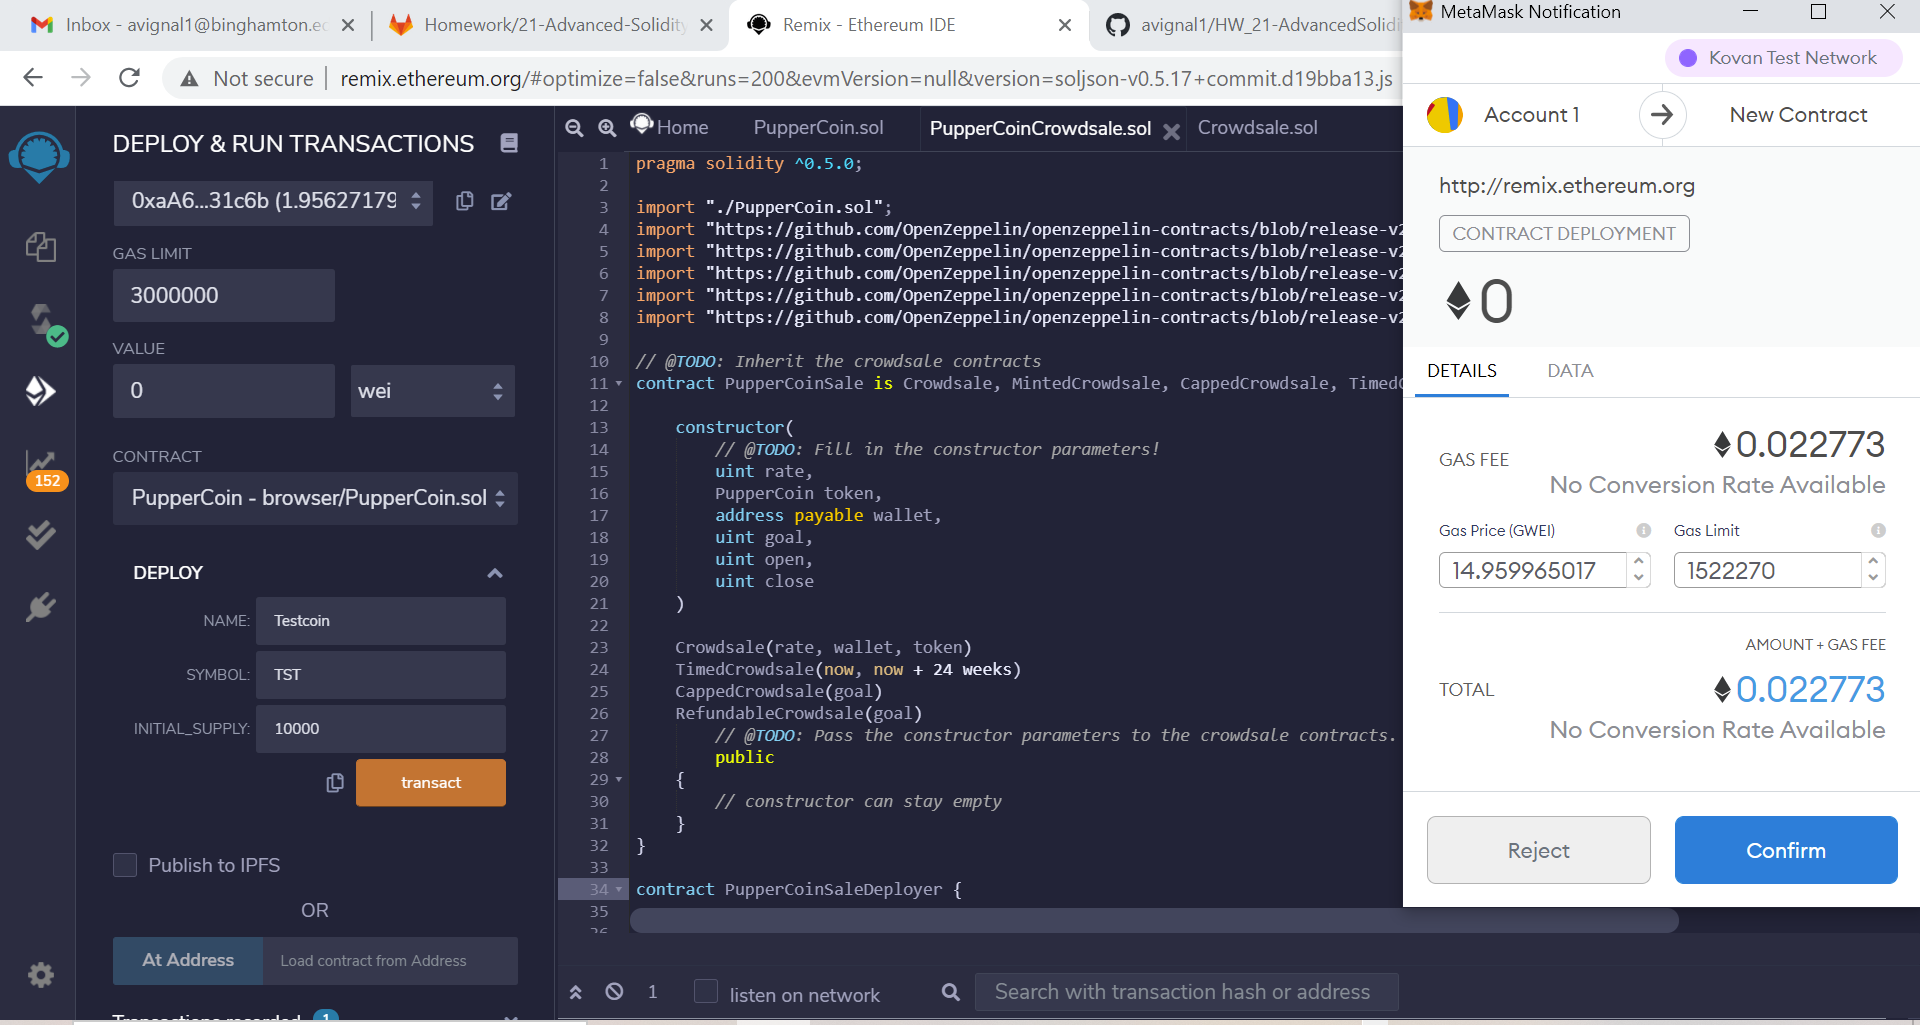 Inbox - avignal1@binghamton.ec
Homework/21-Advanced-Solidity
Remix - Ethereum IDE
avignal1/HW_21-AdvancedSolidi
Not secure
remix.ethereum.org/#optimize=false&runs=200&evmVersion=null&version=soljson-v0.5.17+commit.d19bba13.js
DEPLOY & RUN TRANSACTIONS
0xaA6...31c6b (1.95627179
GAS LIMIT
3000000
VALUE
0
wei
CONTRACT
PupperCoin - browser/PupperCoin.sol
152
DEPLOY
NAME:
Testcoin
SYMBOL:
TST
INITIAL_SUPPLY:
10000
transact
Publish to IPFS
OR
At Address
Load contract from Address
Transactions recorded 1
Home
PupperCoin.sol
PupperCoinCrowdsale.sol
Crowdsale.sol
1 pragma solidity ^0.5.0;
2
3 import "./PupperCoin.sol";
4 import "https://github.com/OpenZeppelin/openzeppelin-contracts/blob/release-v2
5 import "https://github.com/OpenZeppelin/openzeppelin-contracts/blob/release-v2
6 import "https://github.com/OpenZeppelin/openzeppelin-contracts/blob/release-v2
7 import "https://github.com/OpenZeppelin/openzeppelin-contracts/blob/release-v2
8 import "https://github.com/OpenZeppelin/openzeppelin-contracts/blob/release-v2
9
10 // @TODO: Inherit the crowdsale contracts
11 contract PupperCoinSale is Crowdsale, MintedCrowdsale, CappedCrowdsale, TimedC
12
13 constructor(
14 // @TODO: Fill in the constructor parameters!
15 uint rate,
16 PupperCoin token,
17 address payable wallet,
18 uint goal,
19 uint open,
20 uint close
21 )
22
23 Crowdsale(rate, wallet, token)
24 TimedCrowdsale(now, now + 24 weeks)
25 CappedCrowdsale(goal)
26 RefundableCrowdsale(goal)
27 // @TODO: Pass the constructor parameters to the crowdsale contracts.
28 public
29 {
30 // constructor can stay empty
31 }
32 }
33
34 contract PupperCoinSaleDeployer {
35
36
1
listen on network
Search with transaction hash or address
MetaMask Notification
Kovan Test Network
Account 1
New Contract
http://remix.ethereum.org
CONTRACT DEPLOYMENT
0
DETAILS
DATA
GAS FEE
0.022773
No Conversion Rate Available
Gas Price (GWEI)
Gas Limit
14.959965017
1522270
AMOUNT + GAS FEE
TOTAL
0.022773
No Conversion Rate Available
Reject
Confirm